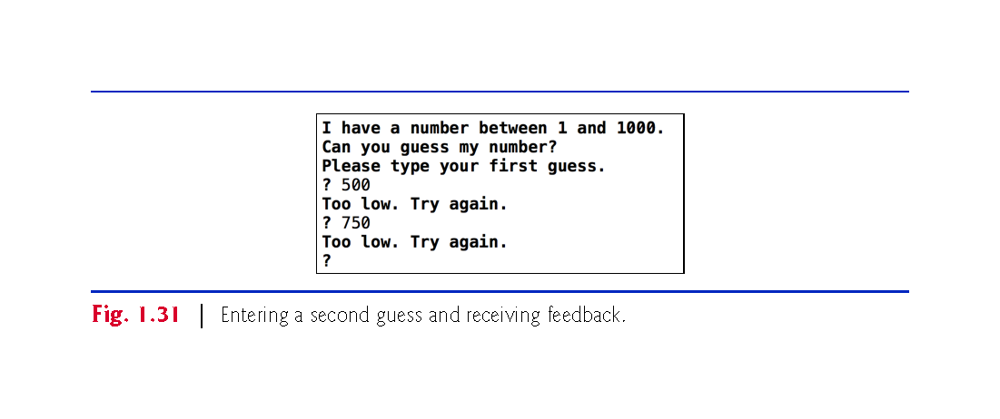 I have a number between 1 and 1000.
Can you guess my number?
Please type your first guess.
? 500
Too low. Try again.
? 750
Too low. Try again.
?
Fig. 1.31 | Entering a second guess and receiving feedback.